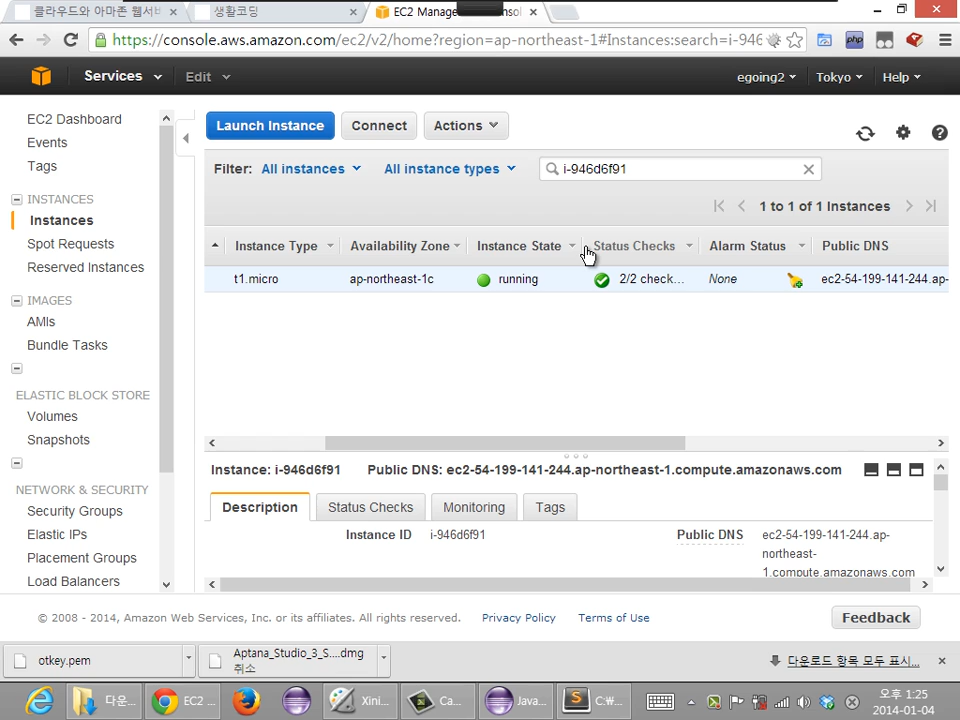 클라우드와 아마존 웹서비
생활코딩
EC2 Manage
nsol
https://console.aws.amazon.com/ec2/v2/home?region=ap-northeast-1#Instances:search=i-946
php
Services
Edit
egoing2
Tokyo
Help
EC2 Dashboard
Events
Tags
INSTANCES
Instances
Spot Requests
Reserved Instances
IMAGES
AMIs
Bundle Tasks
ELASTIC BLOCK STORE
Volumes
Snapshots
NETWORK & SECURITY
Security Groups
Elastic IPs
Placement Groups
Load Balancers
Launch Instance
Connect
Actions
Filter: All instances All instance types
i-946d6f91
1 to 1 of 1 Instances
Instance Type Availability Zone Instance State Status Checks Alarm Status Public DNS
t1.micro ap-northeast-1c running 2/2 check... None ec2-54-199-141-244.ap-
Instance: i-946d6f91 Public DNS: ec2-54-199-141-244.ap-northeast-1.compute.amazonaws.com
Description Status Checks Monitoring Tags
Instance ID i-946d6f91 Public DNS ec2-54-199-141-244.ap-
northeast-
1.compute.amazonaws.com
© 2008 - 2014, Amazon Web Services, Inc. or its affiliates. All rights reserved. Privacy Policy Terms of Use
Feedback
otkey.pem
Aptana_Studio_3_S....dmg
취소
다운로드 항목 모두 표시...
다운...
EC2 ...
Xini...
Ca...
Java...
C:₩...
오후 1:25
2014-01-04